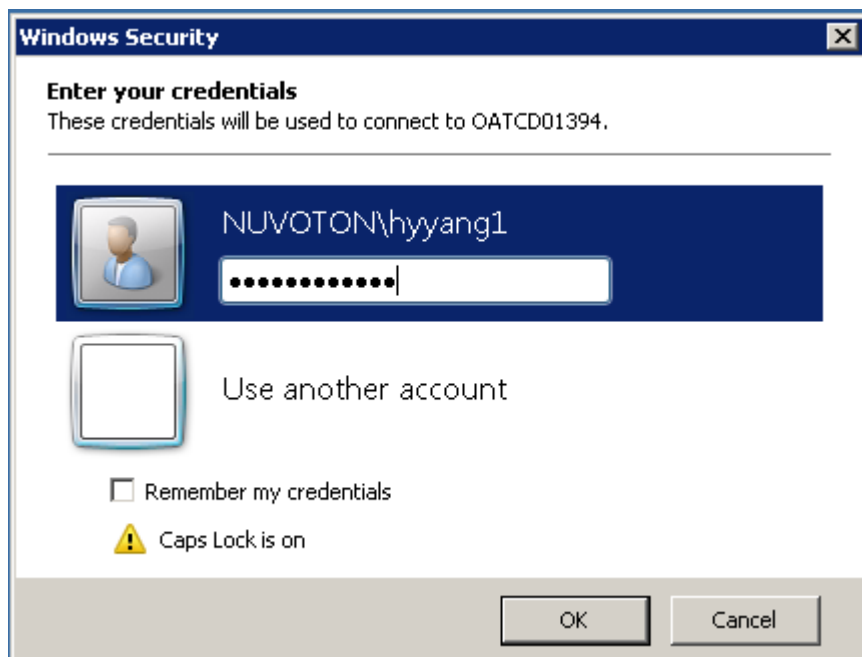 Windows Security
Enter your credentials
These credentials will be used to connect to OATCD01394.
NUVOTON\hyyang1
●●●●●●●●●●●●
Use another account
Remember my credentials
Caps Lock is on
OK
Cancel